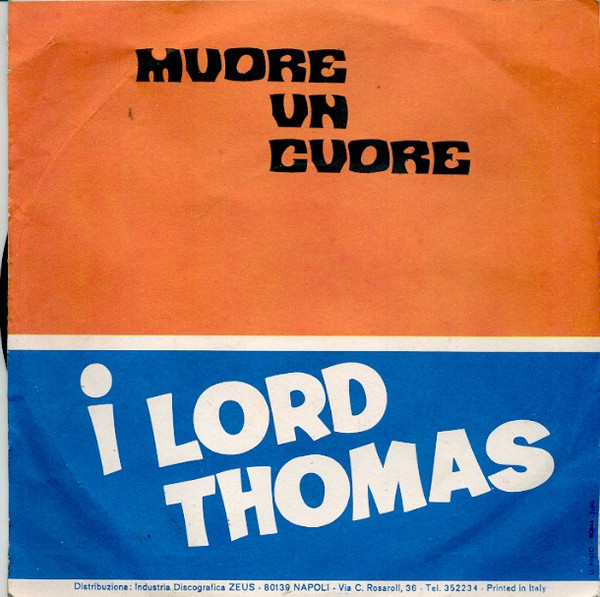 MUORE
UN
CUORE
i LORD
THOMAS
Distribuzione: Industria Discografica ZEUS - 80139 NAPOLI - Via C. Rosaroll, 36 - Tel. 352234 - Printed in Italy